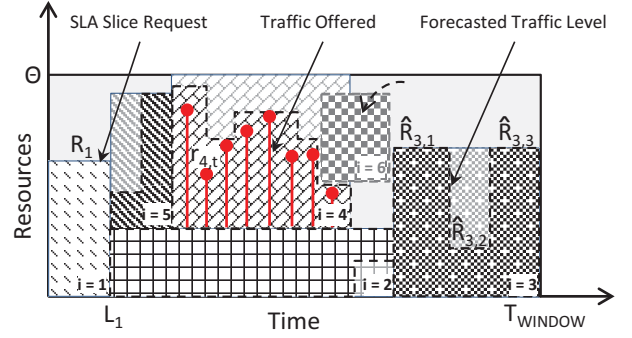 SLA Slice Request
Traffic Offered
Forecasted Traffic Level
Θ
R₁
r₄,ₜ
R̂₃,₁
R̂₃,₃
R̂₃,₂
i = 6
i = 5
i = 4
i = 1
i = 2
i = 3
Resources
L₁
Time
T_WINDOW